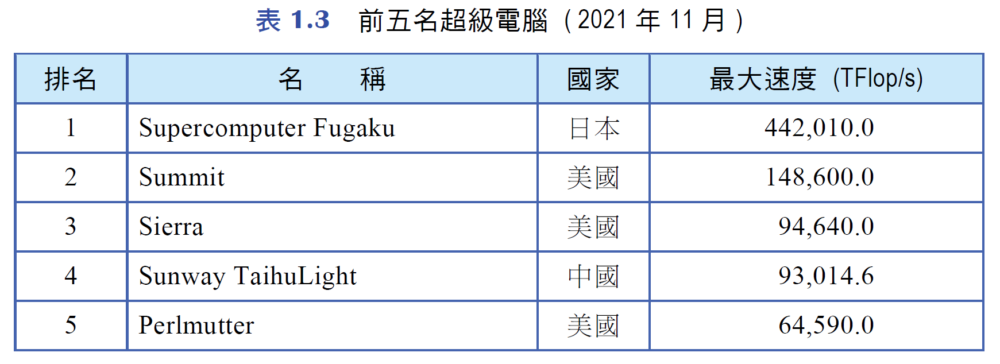 表 1.3 前五名超級電腦 (2021 年 11 月)
排名 名 稱 國家 最大速度 (TFlop/s)
1 Supercomputer Fugaku 日本 442,010.0
2 Summit 美國 148,600.0
3 Sierra 美國 94,640.0
4 Sunway TaihuLight 中國 93,014.6
5 Perlmutter 美國 64,590.0